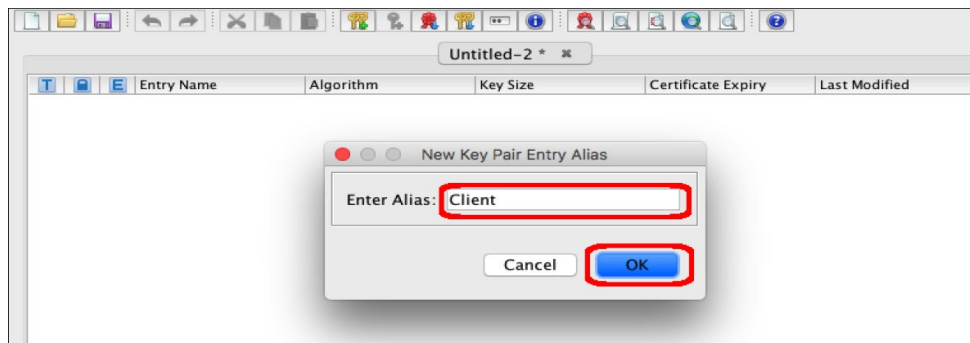 Untitled-2 *
T E Entry Name Algorithm Key Size Certificate Expiry Last Modified
New Key Pair Entry Alias
Enter Alias: Client
Cancel OK